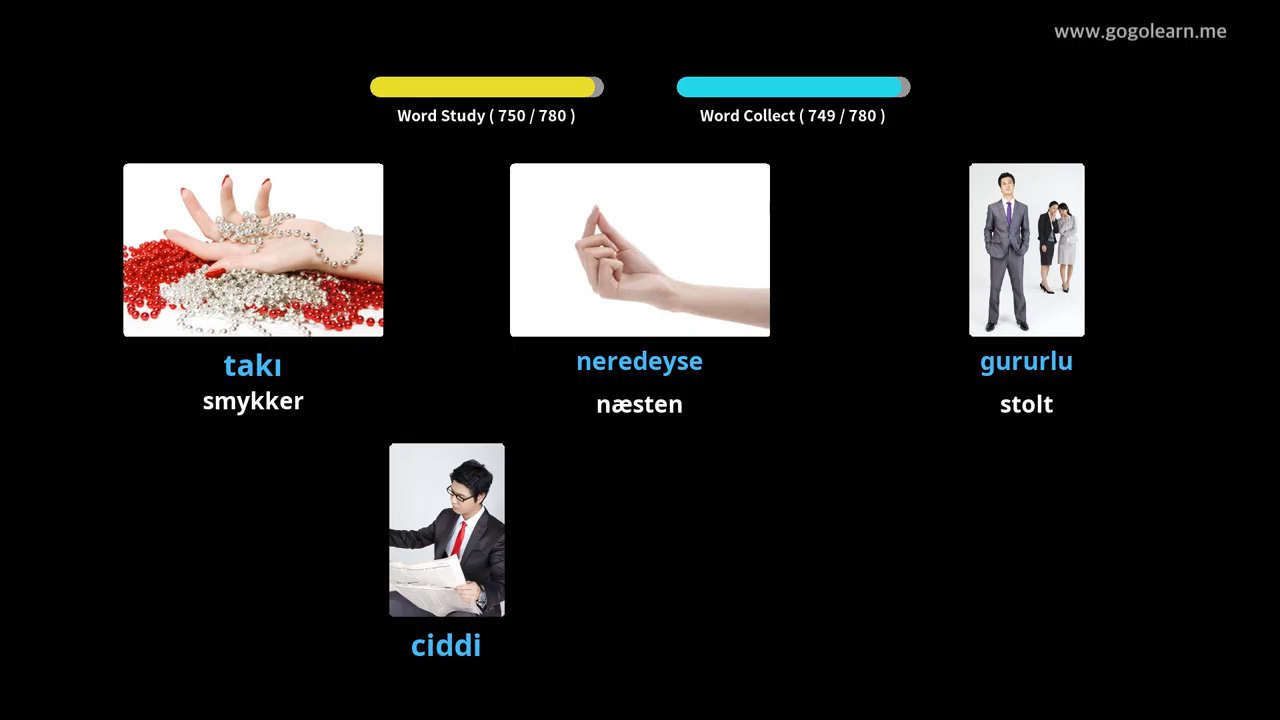 www.gogolearn.me
Word Study ( 750 / 780 )
Word Collect ( 749 / 780 )
takı
smykker
neredeyse
næsten
gururlu
stolt
ciddi